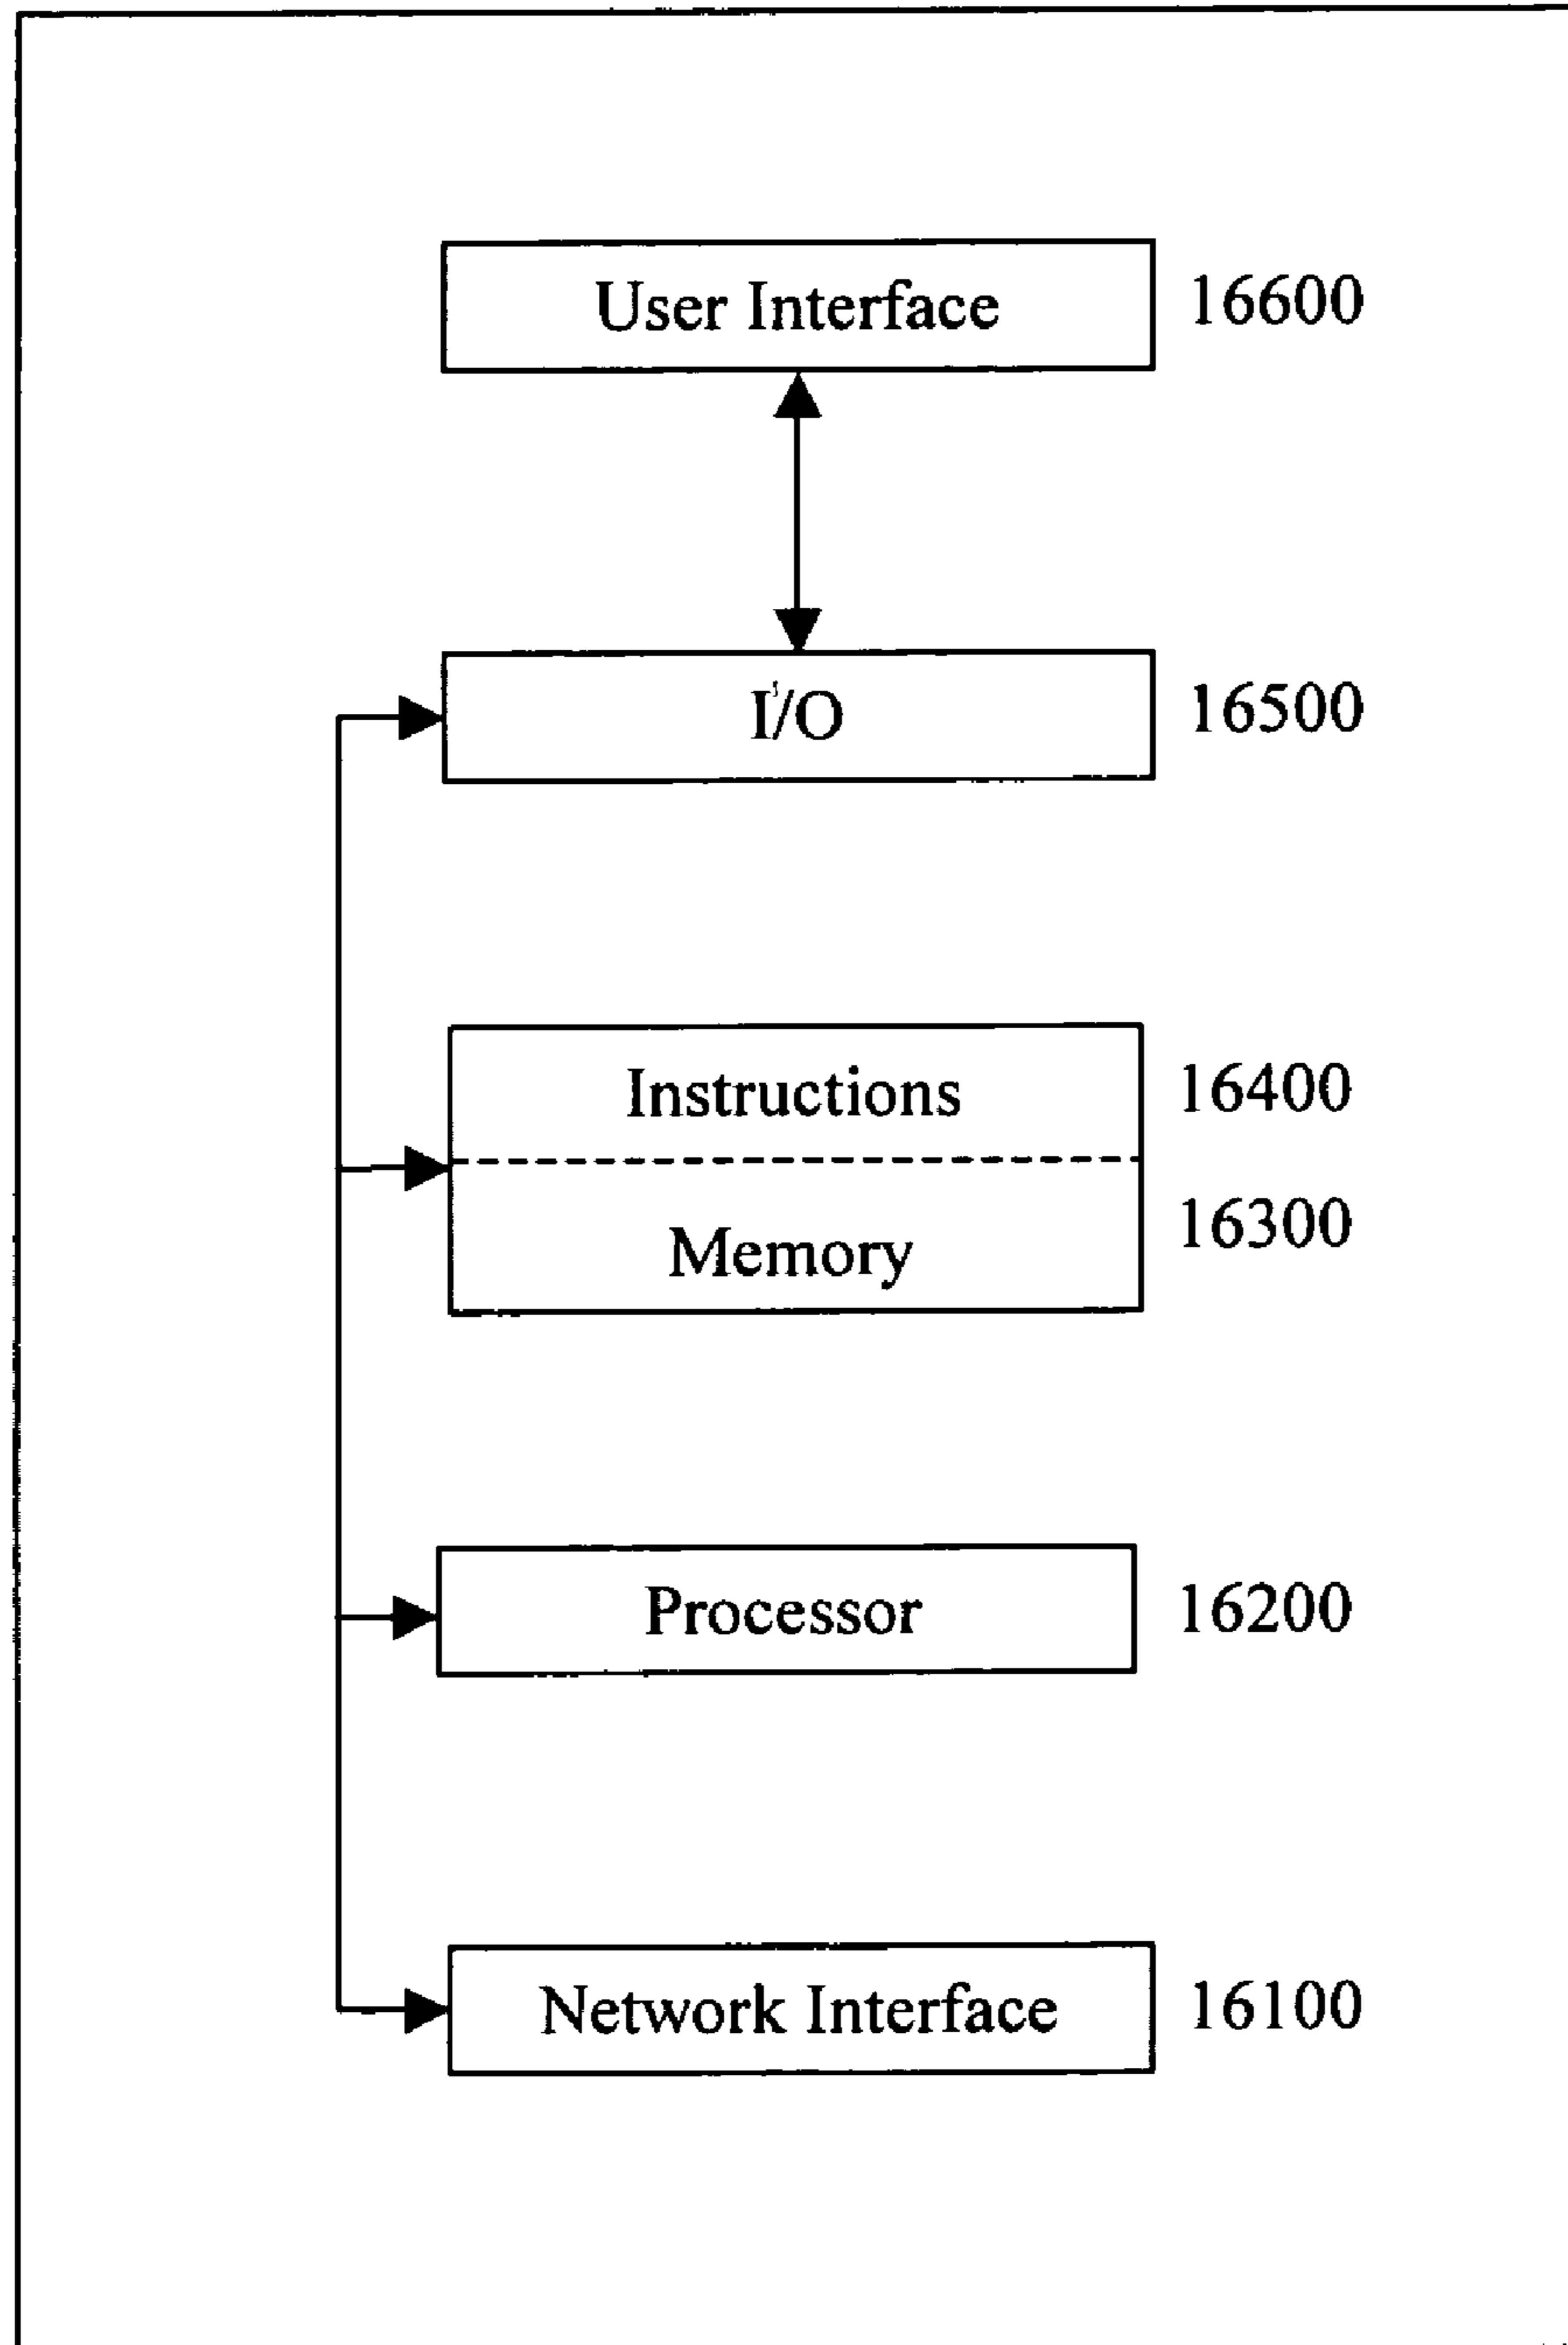 User Interface 16600
I/O 16500
Instructions 16400
Memory 16300
Processor 16200
Network Interface 16100